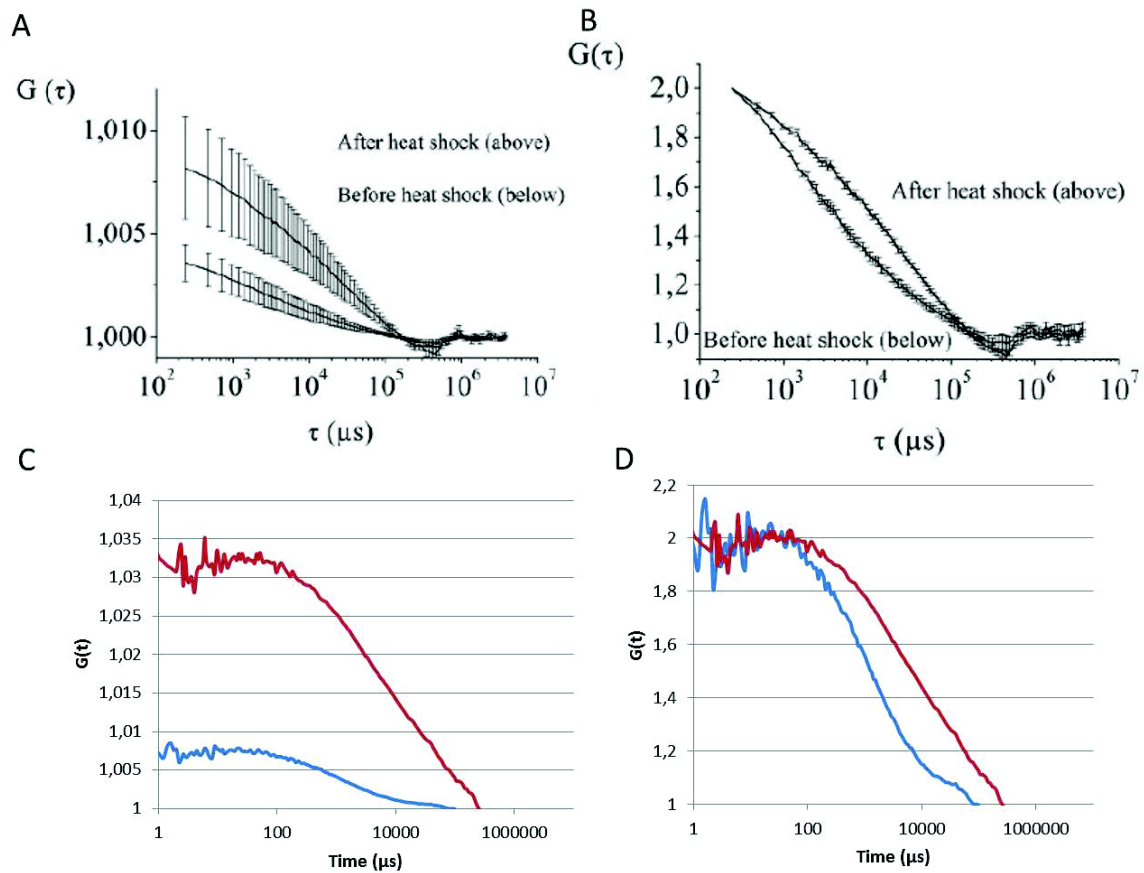 A
G (τ)
1,010
1,005
1,000
After heat shock (above)
Before heat shock (below)
10² 10³ 10⁴ 10⁵ 10⁶ 10⁷
τ (μs)
B
G(τ)
2,0
1,8
1,6
1,4
1,2
1,0
After heat shock (above)
Before heat shock (below)
10² 10³ 10⁴ 10⁵ 10⁶ 10⁷
τ (μs)
C
1,04
1,035
1,03
1,025
1,02
1,015
1,01
1,005
1
G(t)
1 100 10000 1000000
Time (μs)
D
2,2
2
1,8
1,6
1,4
1,2
1
G(t)
1 100 10000 1000000
Time (μs)